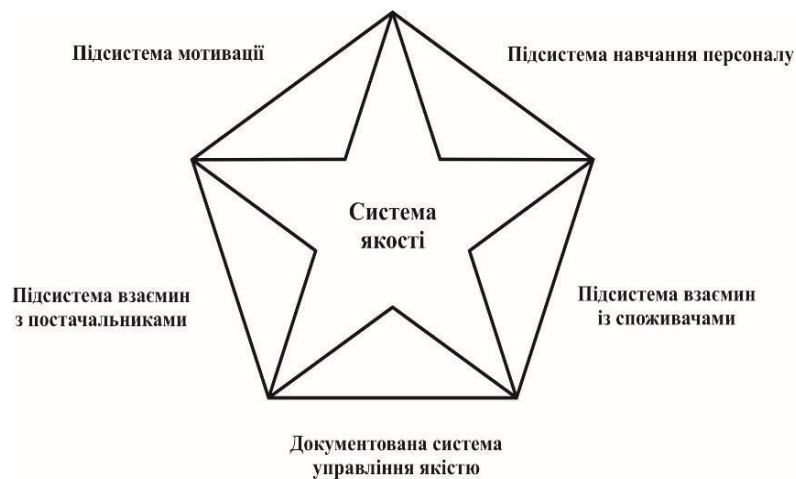 Підсистема мотивації
Підсистема навчання персоналу
Система
якості
Підсистема взаємин
з постачальниками
Підсистема взаємин
із споживачами
Документована система
управління якістю